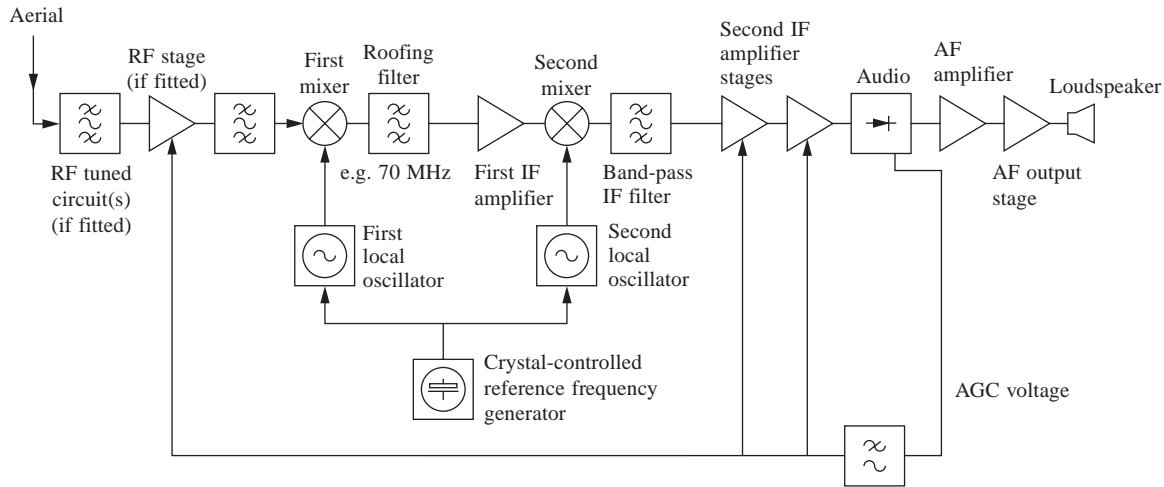 Aerial
RF stage
(if fitted)
First
mixer
Roofing
filter
Second
mixer
Second IF
amplifier
stages
Audio
AF
amplifier
Loudspeaker
RF tuned
circuit(s)
(if fitted)
e.g. 70 MHz
First IF
amplifier
Band-pass
IF filter
AF output
stage
First
local
oscillator
Second
local
oscillator
Crystal-controlled
reference frequency
generator
AGC voltage